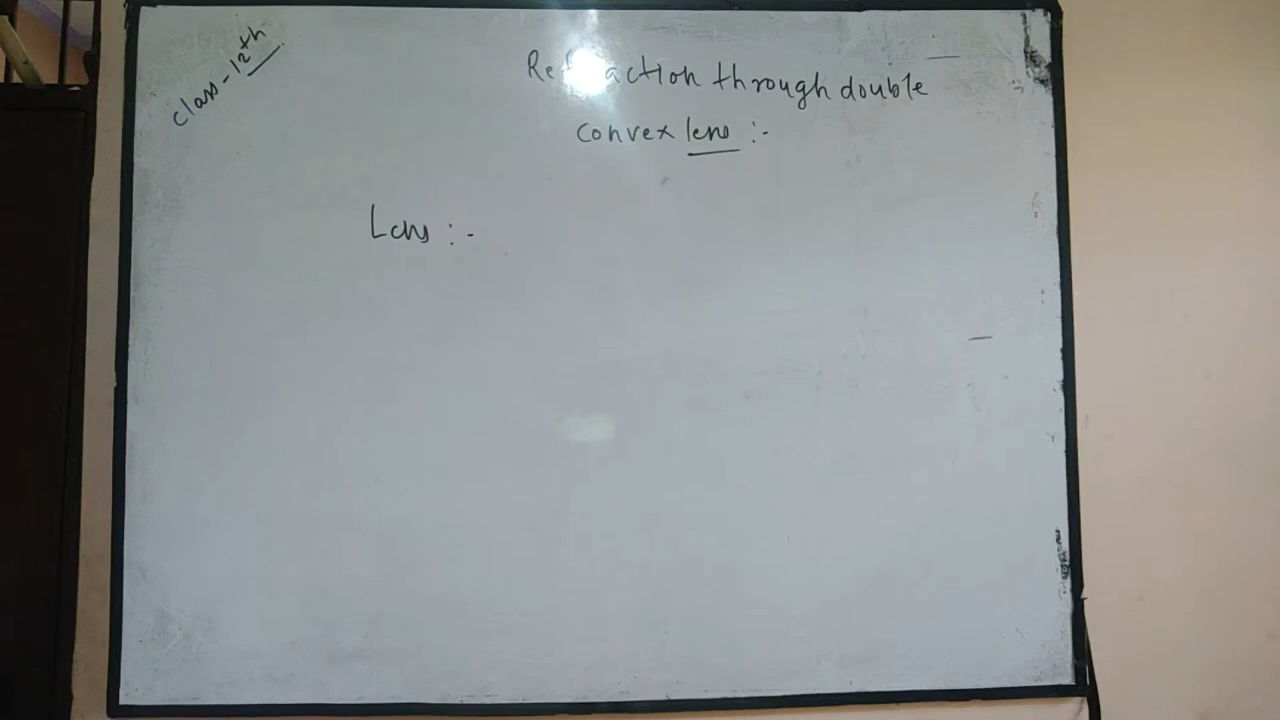 class-12th
Refraction through double
convex lens :-
Lens :-